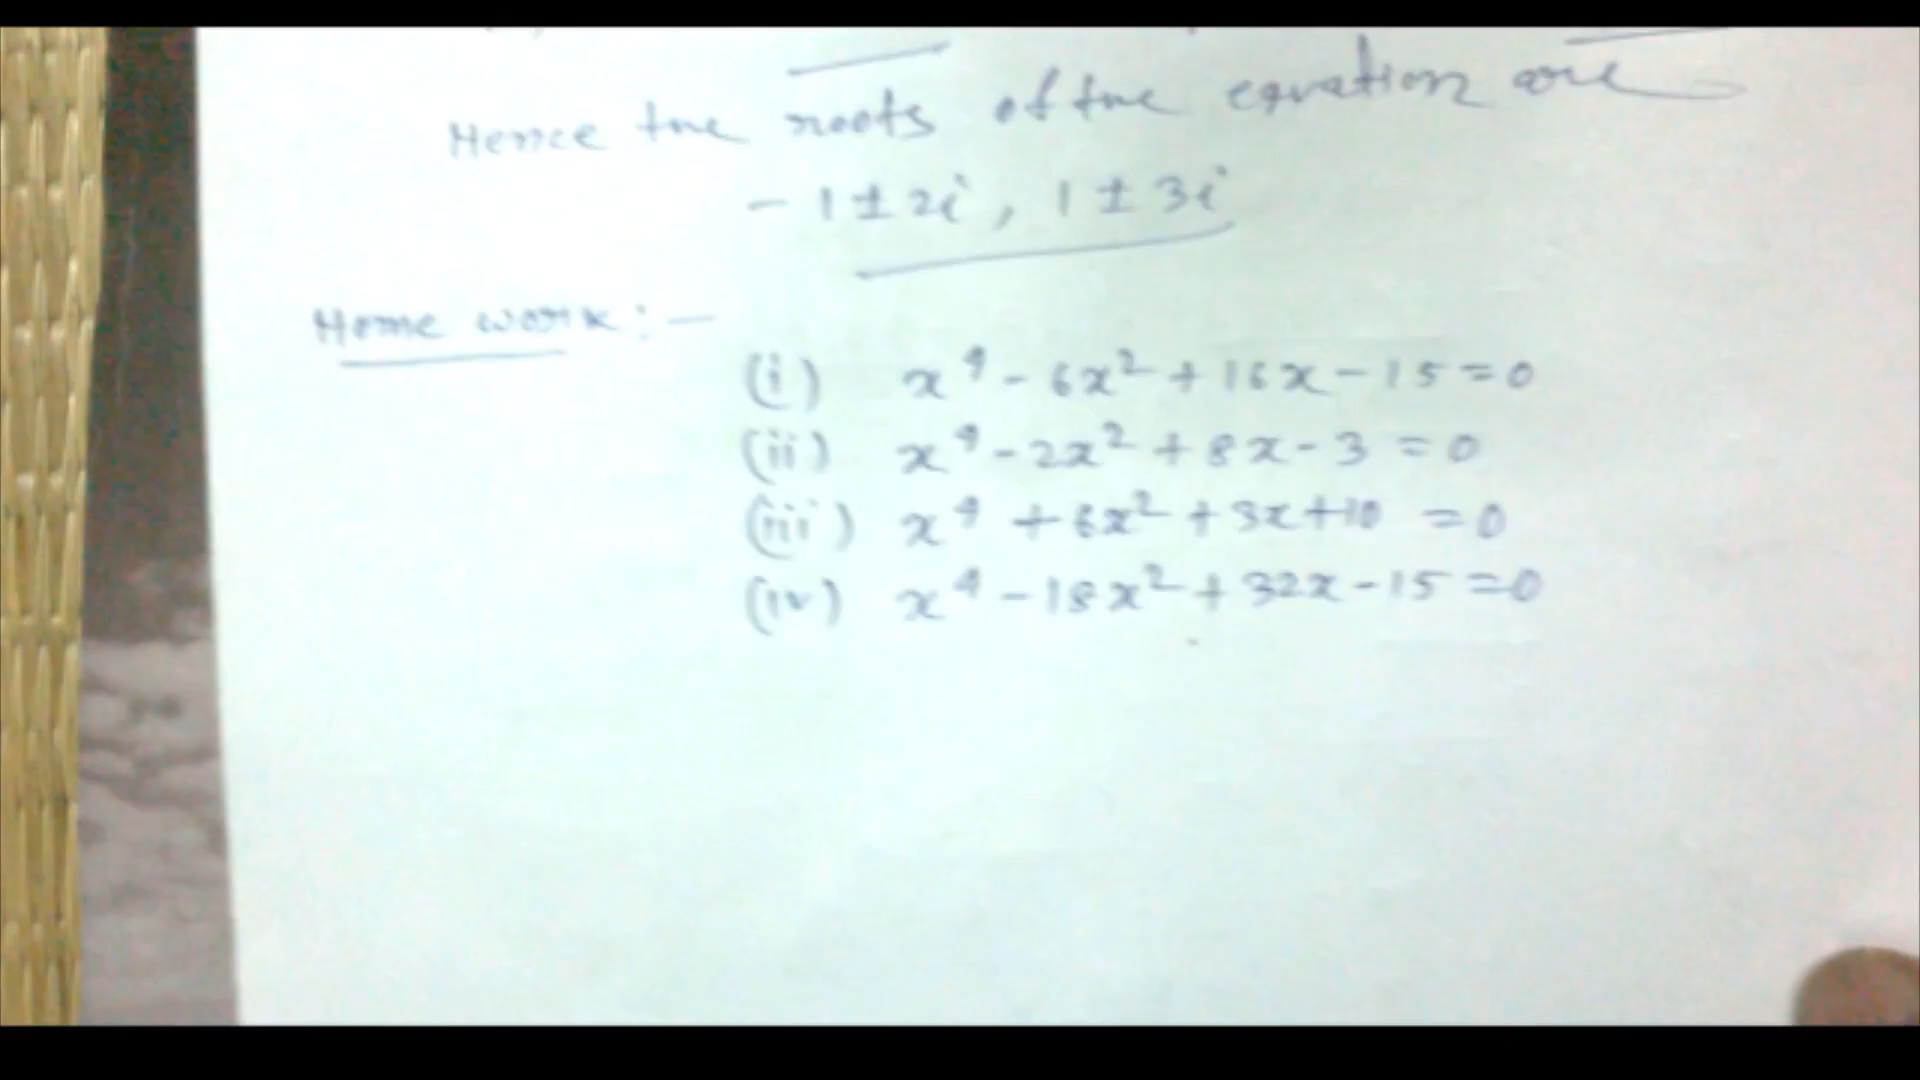 Hence the roots of the equation are
- 1 ± 2i, 1 ± 3i
Home work:-
(i) x⁴ - 6x² + 16x - 15 = 0
(ii) x⁴ - 2x² + 8x - 3 = 0
(iii) x⁴ + 6x² + 3x + 10 = 0
(iv) x⁴ - 18x² + 32x - 15 = 0